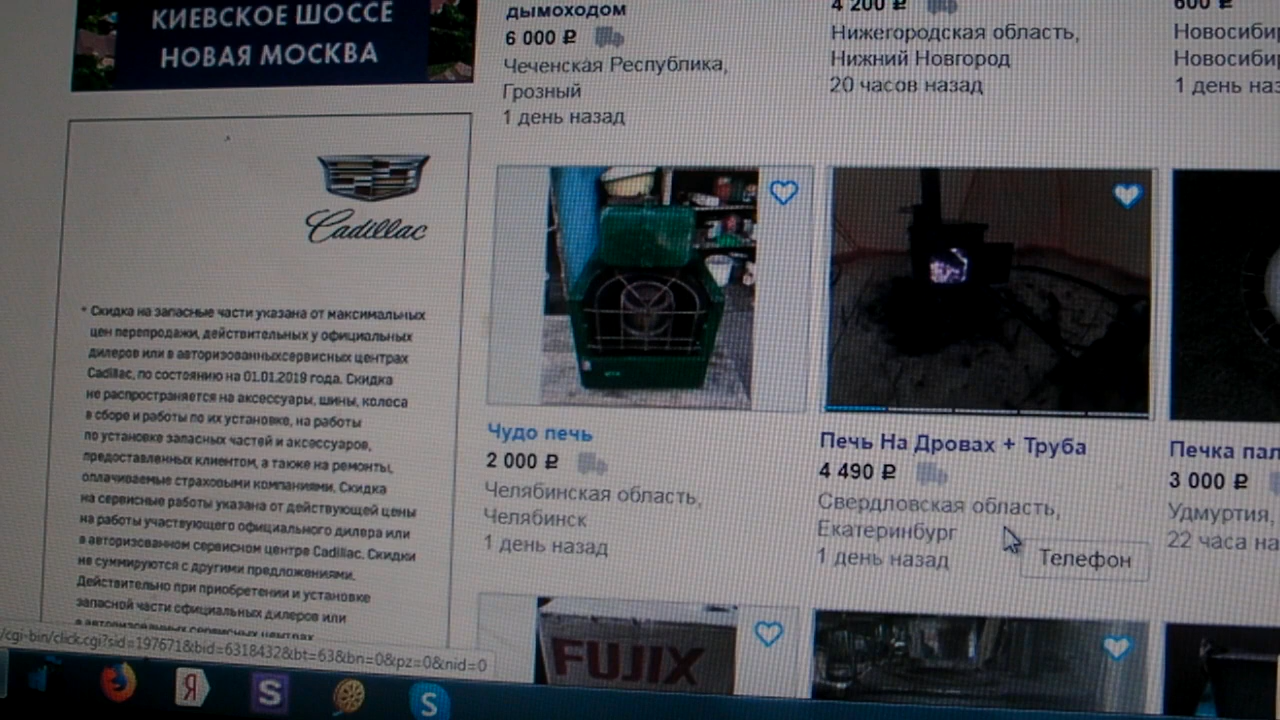 КИЕВСКОЕ ШОССЕ
НОВАЯ МОСКВА
Cadillac
* Скидка на запасные части указана от максимальных
цен перепродажи, действительных у официальных
дилеров или в авторизованныхсервисных центрах
Cadillac, по состоянию на 01.01.2019 года. Скидка
не распространяется на аксессуары, шины, колеса
в сборе и работы по их установке, на работы
по установке запасных частей и аксессуаров,
предоставленных клиентом, а также на ремонты,
оплачиваемые страховыми компаниями. Скидка
на сервисные работы указана от действующей цены
на работы участвующего официального дилера или
в авторизованном сервисном центре Cadillac. Скидки
не суммируются с другими предложениями.
Действительно при приобретении и установке
запасной части официальных дилеров или
в авторизованных сервисных центрах
/cgi-bin/click.cgi?sid=197671&bid=6318432&bt=63&bn=0&pz=0&nid=0
дымоходом
6 000 ₽
Чеченская Республика,
Грозный
1 день назад
4 200 ₽
Нижегородская область,
Нижний Новгород
20 часов назад
600 ₽
1 день
Чудо печь
2 000 ₽
Челябинская область,
Челябинск
1 день назад
Печь На Дровах + Труба
4 490 ₽
Свердловская область,
Екатеринбург
1 день назад
Телефон
Печка
3 000 ₽
Удмуртия,
22 часа
FUJIX
Я
S
S